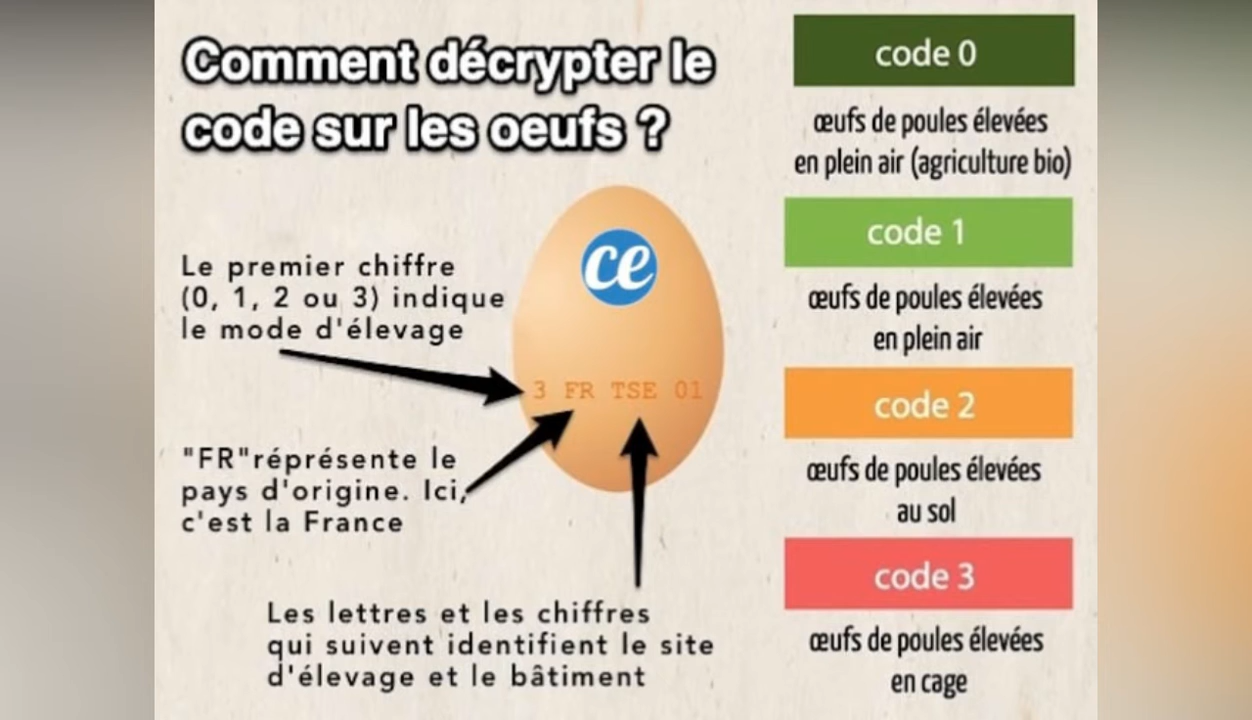 Comment décrypter le
code sur les oeufs ?
Le premier chiffre
(0, 1, 2 ou 3) indique
le mode d'élevage
"FR"réprésente le
pays d'origine. Ici,
c'est la France
ce
3 FR TSE 01
Les lettres et les chiffres
qui suivent identifient le site
d'élevage et le bâtiment
code 0
œufs de poules élevées
en plein air (agriculture bio)
code 1
œufs de poules élevées
en plein air
code 2
œufs de poules élevées
au sol
code 3
œufs de poules élevées
en cage